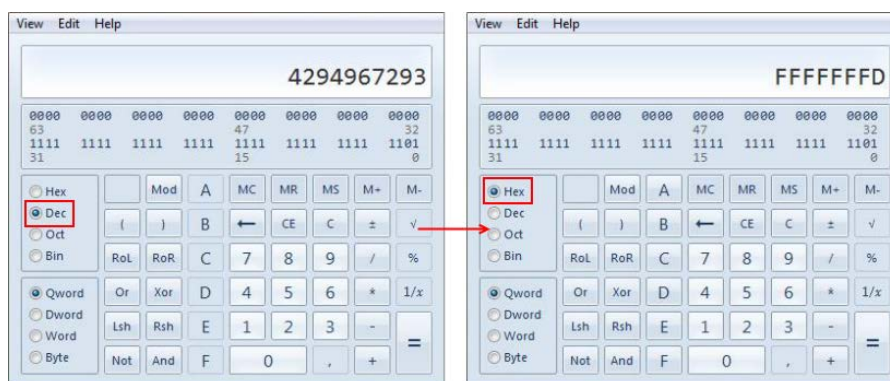 View Edit Help
4294967293
0000 0000 0000 0000 0000 0000 0000 0000
63 47 32
1111 1111 1111 1111 1111 1111 1111 1101
31 15 0
Hex Mod A MC MR MS M+ M-
Dec ( ) B ← CE C ± √
Oct
Bin RoL RoR C 7 8 9 / %
Qword Or Xor D 4 5 6 * 1/x
Dword
Word Lsh Rsh E 1 2 3 - =
Byte Not And F 0 , +
View Edit Help
FFFFFFFD
0000 0000 0000 0000 0000 0000 0000 0000
63 47 32
1111 1111 1111 1111 1111 1111 1111 1101
31 15 0
Hex Mod A MC MR MS M+ M-
Dec ( ) B ← CE C ± √
Oct
Bin RoL RoR C 7 8 9 / %
Qword Or Xor D 4 5 6 * 1/x
Dword
Word Lsh Rsh E 1 2 3 - =
Byte Not And F 0 , +